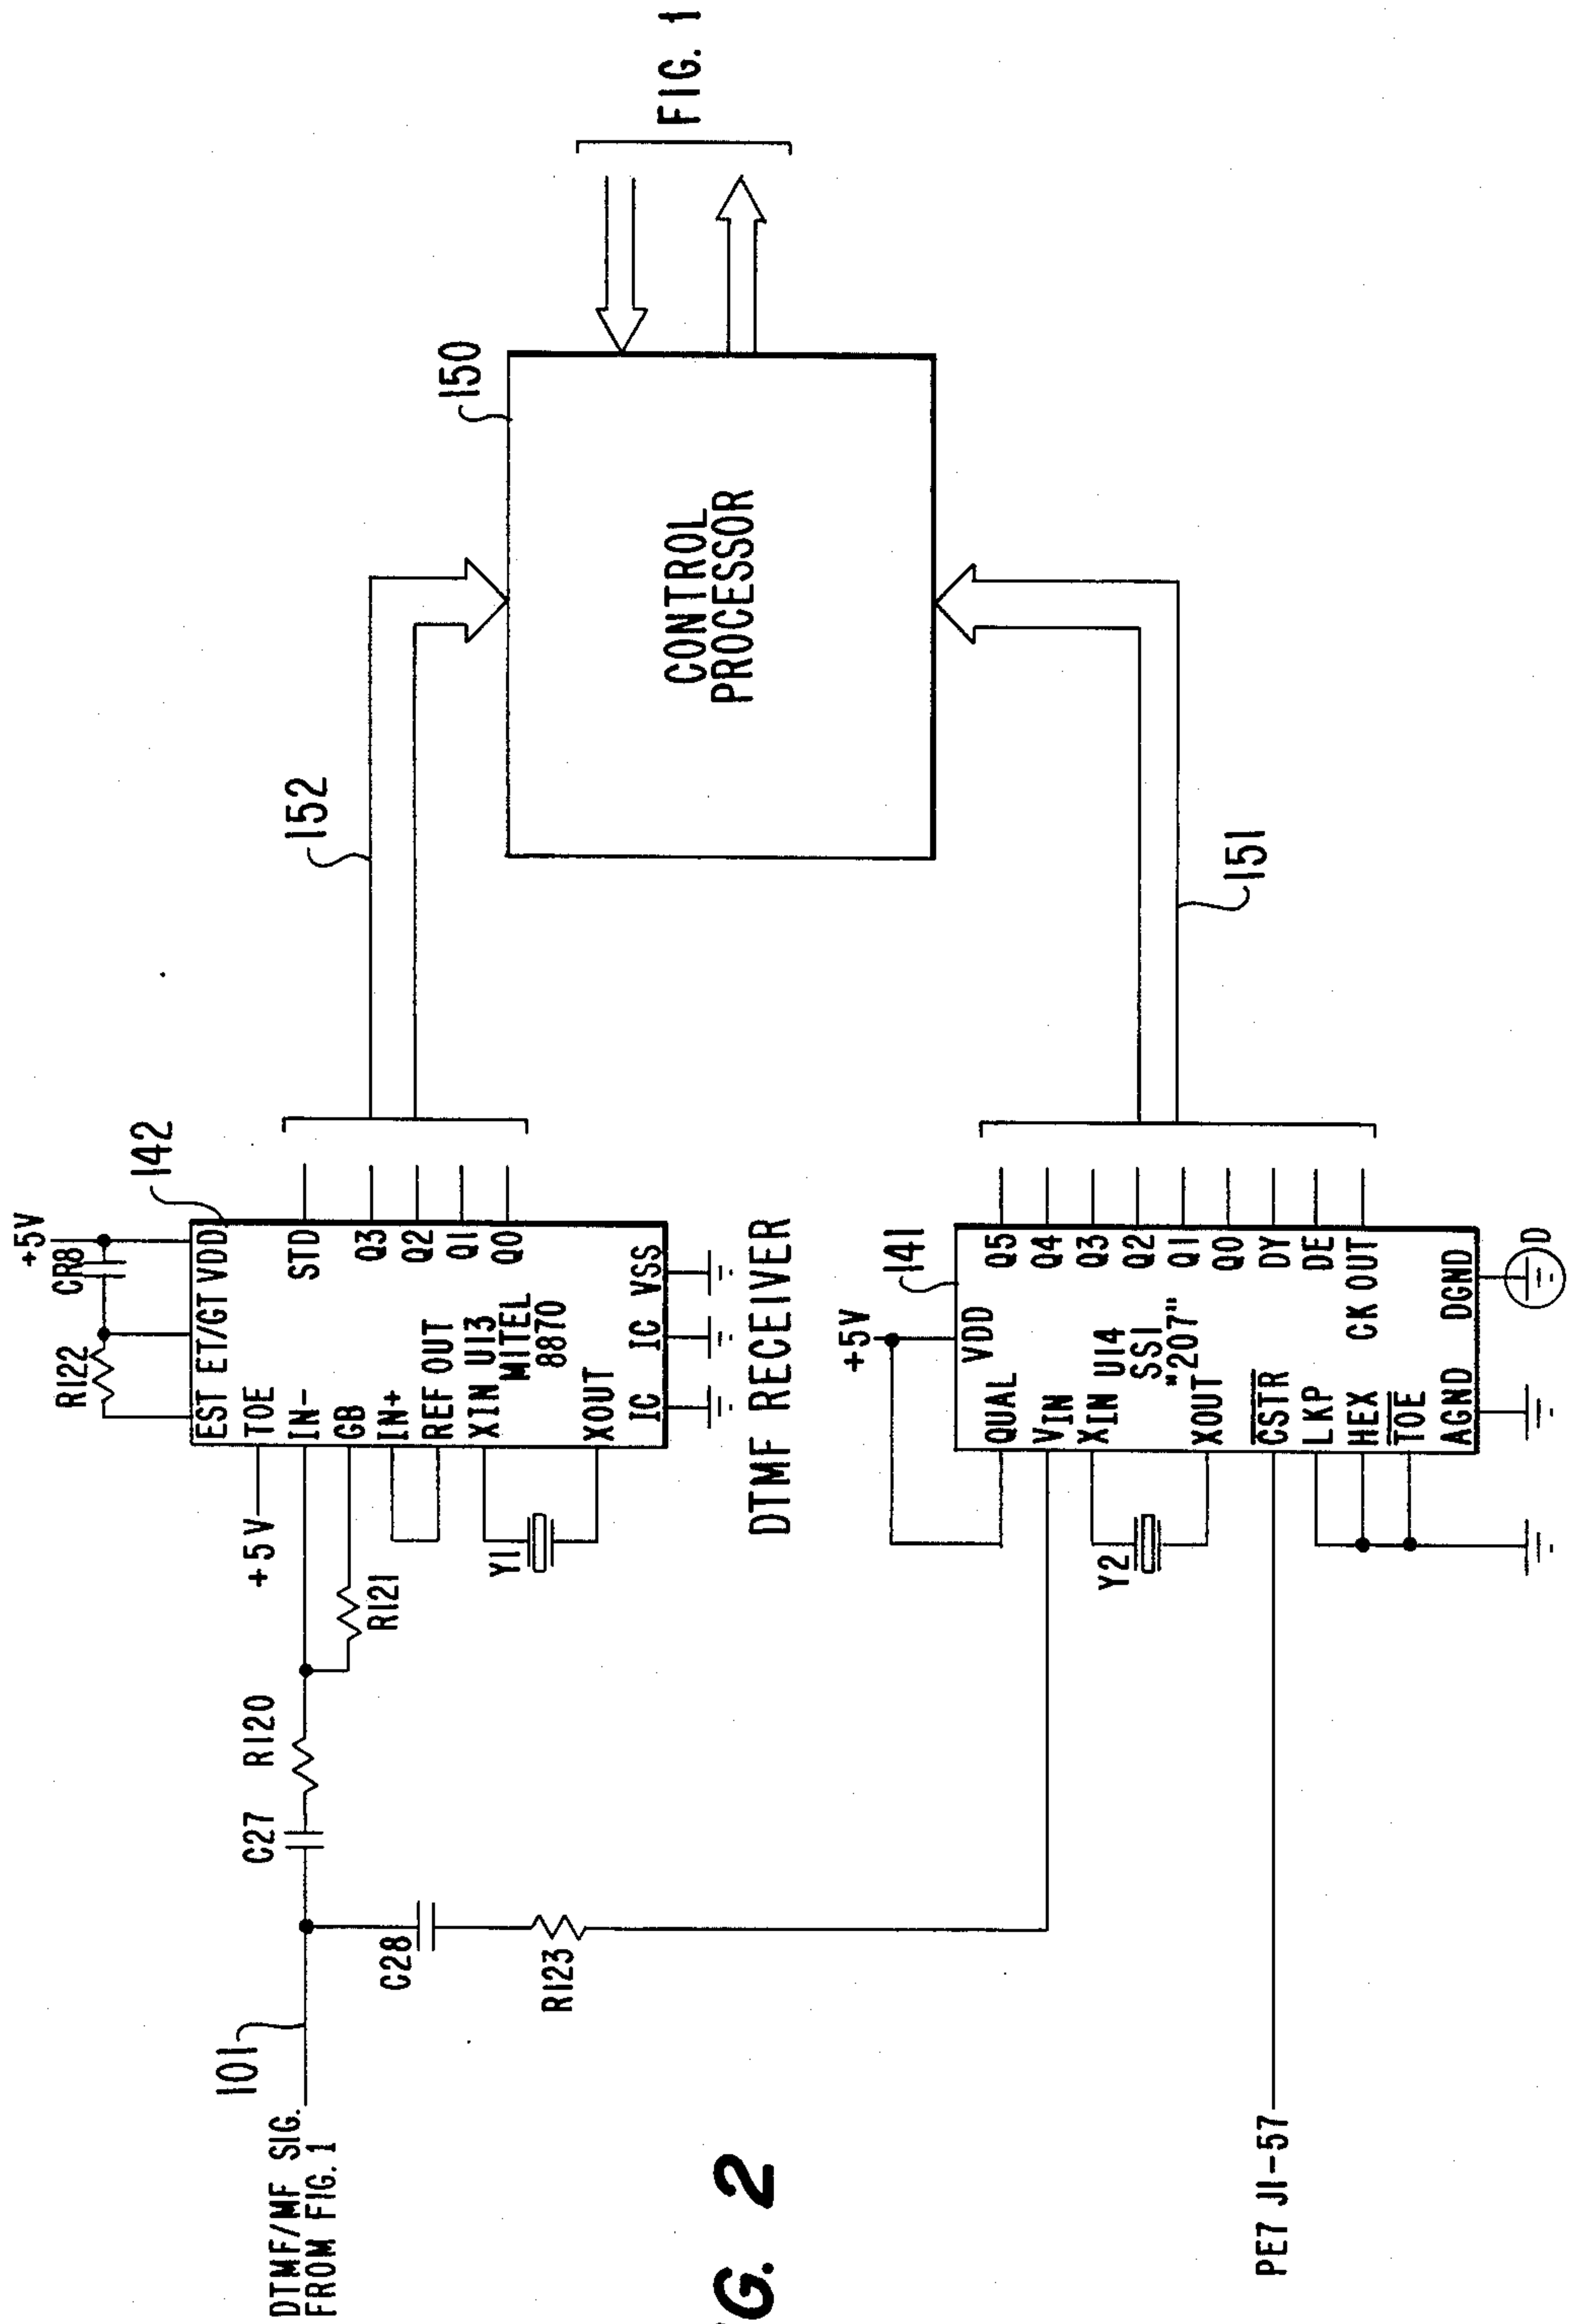 DTMF/MF SIG.
FROM FIG. 1
101
C27
R120
C28
R123
R121
+5V
R122
CR8
+5V
142
EST ET/GT VDD
TOE
IN-
GB
IN+
REF OUT
XIN U13
MITEL
8870
XOUT
STD
Q3
Q2
Q1
Q0
IC IC VSS
Y1
DTMF RECEIVER
152
150
CONTROL
PROCESSOR
FIG. 1
151
+5V
141
VDD
QUAL
VIN
XIN U14
SSI
"207"
XOUT
CSTR
LKP
HEX
TOE
AGND DGND
Q5
Q4
Q3
Q2
Q1
Q0
DY
DE
CK OUT
D
Y2
PE7 J1-57
G. 2